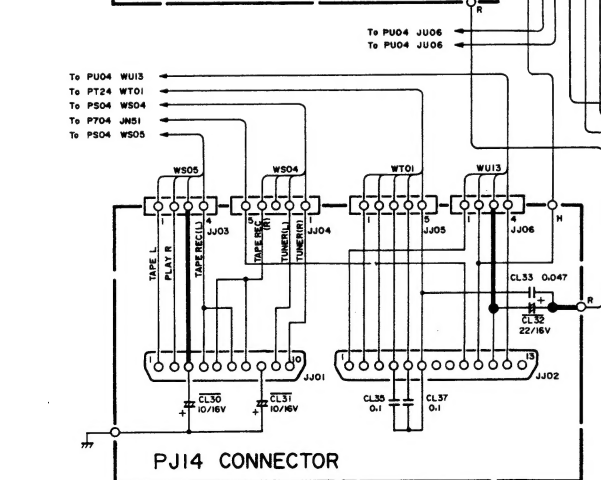 R
To PU04 JU06
To PU04 JU06
To PU04 WU13
To PT24 WT01
To PS04 WS04
To P704 JN51
To PS04 WS05
WS05 WS04 WT01 WU13
1 4 JJ03 5 1 JJ04 1 5 JJ05 1 4 JJ06 H
TAPE L
PLAY R
TAPE REC(L)
TAPE REC (R)
TUNER(L)
TUNER(R)
CL33 0.047
R
+
CL32
22/16V
1 10 JJ01
1 13 JJ02
CL30
10/16V
+
CL31
10/16V
+
CL35
0.1
CL37
0.1
PJ14 CONNECTOR